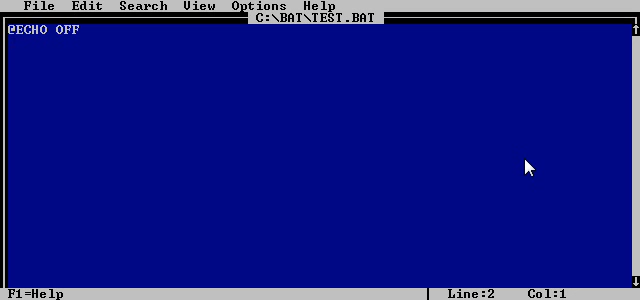 File Edit Search View Options Help
C:\BAT\TEST.BAT
@ECHO OFF
F1=Help Line:2 Col:1